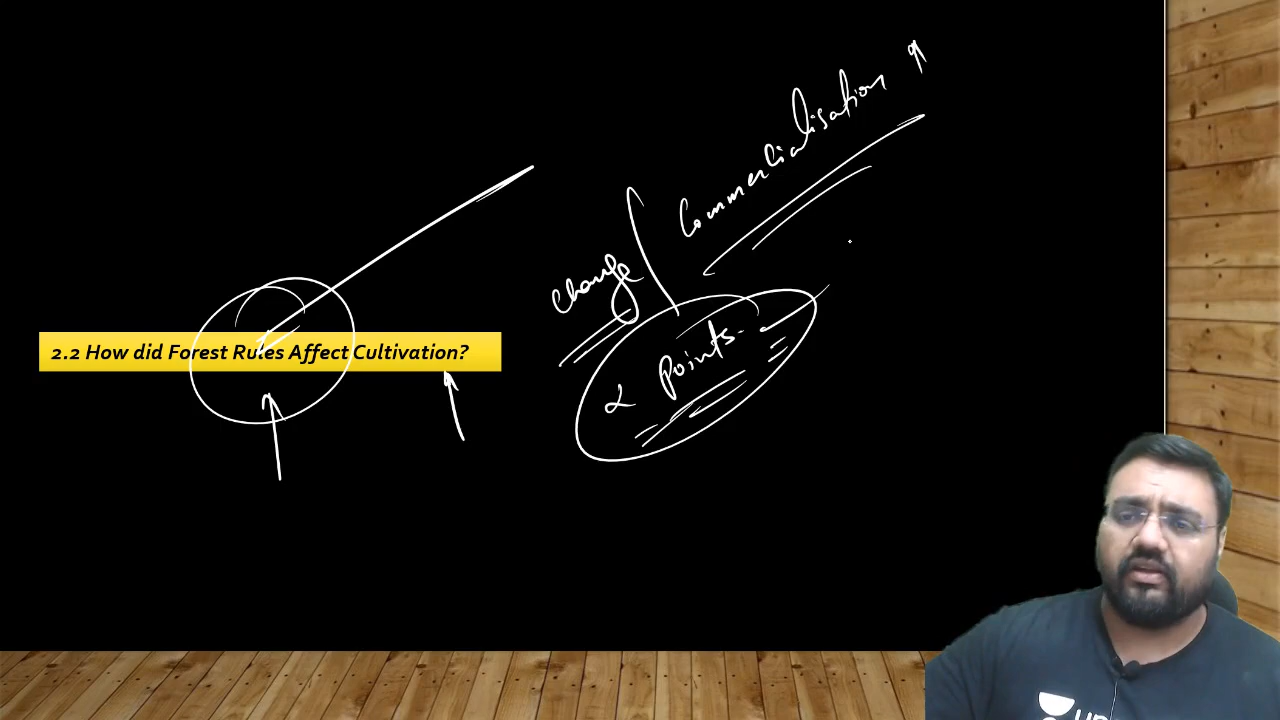 Commercialisation
change
2.2 How did Forest Rules Affect Cultivation?
2 points.